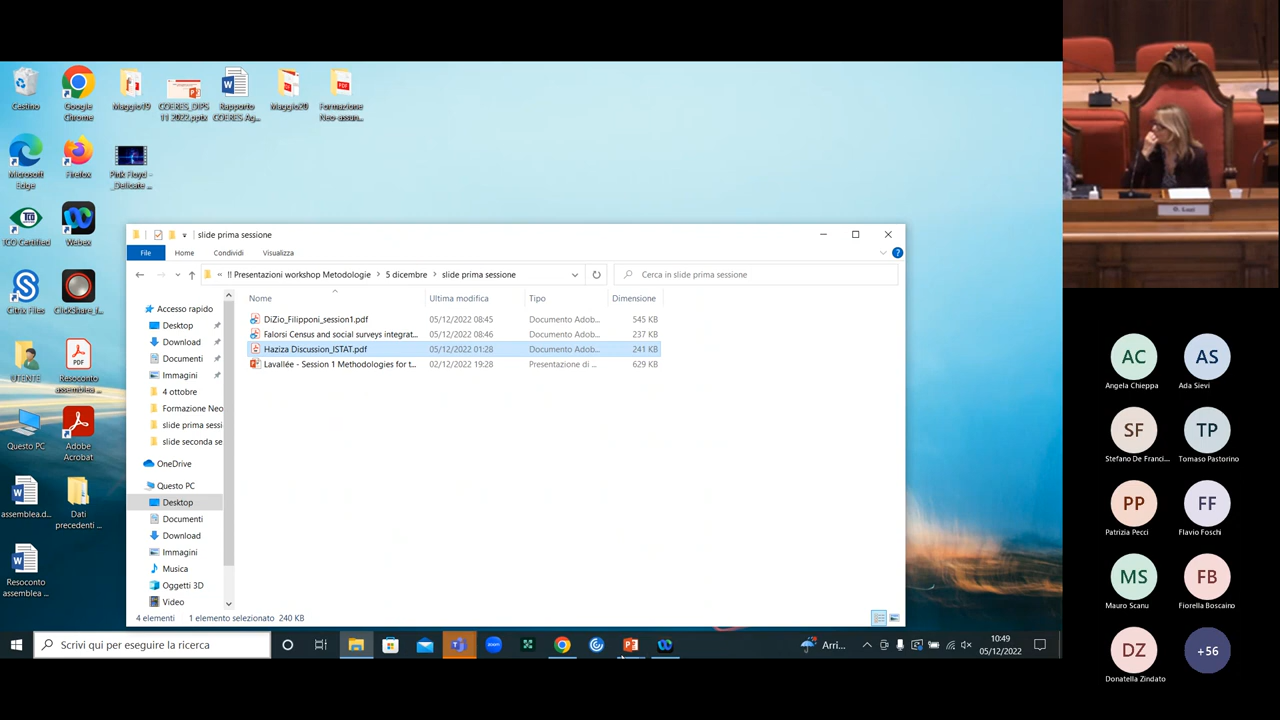 Cestino
Google
Chrome
Maggio19
CZOERES_DIPS
11 2022.pptx
Rapporto
CZOERES Ag...
Maggio20
Formazione
Neo-assun...
Microsoft
Edge
Firefox
Pink Floyd -
_Delicate ...
TCO Certified
Webex
Citrix Files
ClickShare_l...
UTENTE
Resoconto
assemblea ...
Questo PC
Adobe
Acrobat
assemblea.d...
Dati
precedenti ...
Resoconto
assemblea ...
slide prima sessione
File
Home
Condividi
Visualizza
« !! Presentazioni workshop Metodologie > 5 dicembre > slide prima sessione
Cerca in slide prima sessione
Accesso rapido
Desktop
Download
Documenti
Immagini
4 ottobre
Formazione Neo
slide prima sessi
slide seconda se
OneDrive
Questo PC
Desktop
Documenti
Download
Immagini
Musica
Oggetti 3D
Video
Nome Ultima modifica Tipo Dimensione
DiZio_Filipponi_session1.pdf 05/12/2022 08:45 Documento Adob... 545 KB
Falorsi Census and social surveys integrat... 05/12/2022 08:46 Documento Adob... 237 KB
Haziza Discussion_ISTAT.pdf 05/12/2022 01:28 Documento Adob... 241 KB
Lavallée - Session 1 Methodologies for t... 02/12/2022 19:28 Presentazione di ... 629 KB
4 elementi 1 elemento selezionato 240 KB
Scrivi qui per eseguire la ricerca
Arri...
10:49
05/12/2022
AC
Angela Chieppa
AS
Ada Sievi
SF
Stefano De Franci...
TP
Tomaso Pastorino
PP
Patrizia Pecci
FF
Flavio Foschi
MS
Mauro Scanu
FB
Fiorella Boscaino
DZ
Donatella Zindato
+56